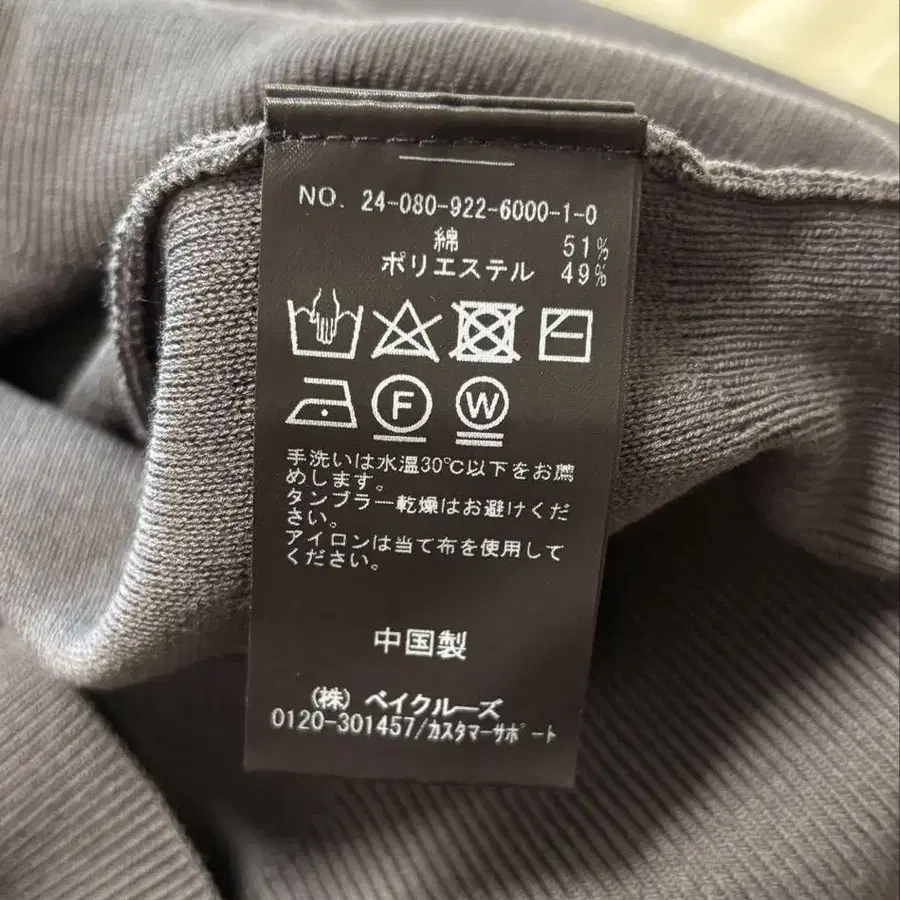 NO. 24-080-922-6000-1-0
綿 51%
ポリエステル 49%
F W
手洗いは水温30℃以下をお薦
めします。
タンブラー乾燥はお避けくだ
さい。
アイロンは当て布を使用して
ください。
中国製
(株) ベイクルーズ
0120-301457/カスタマーサポート